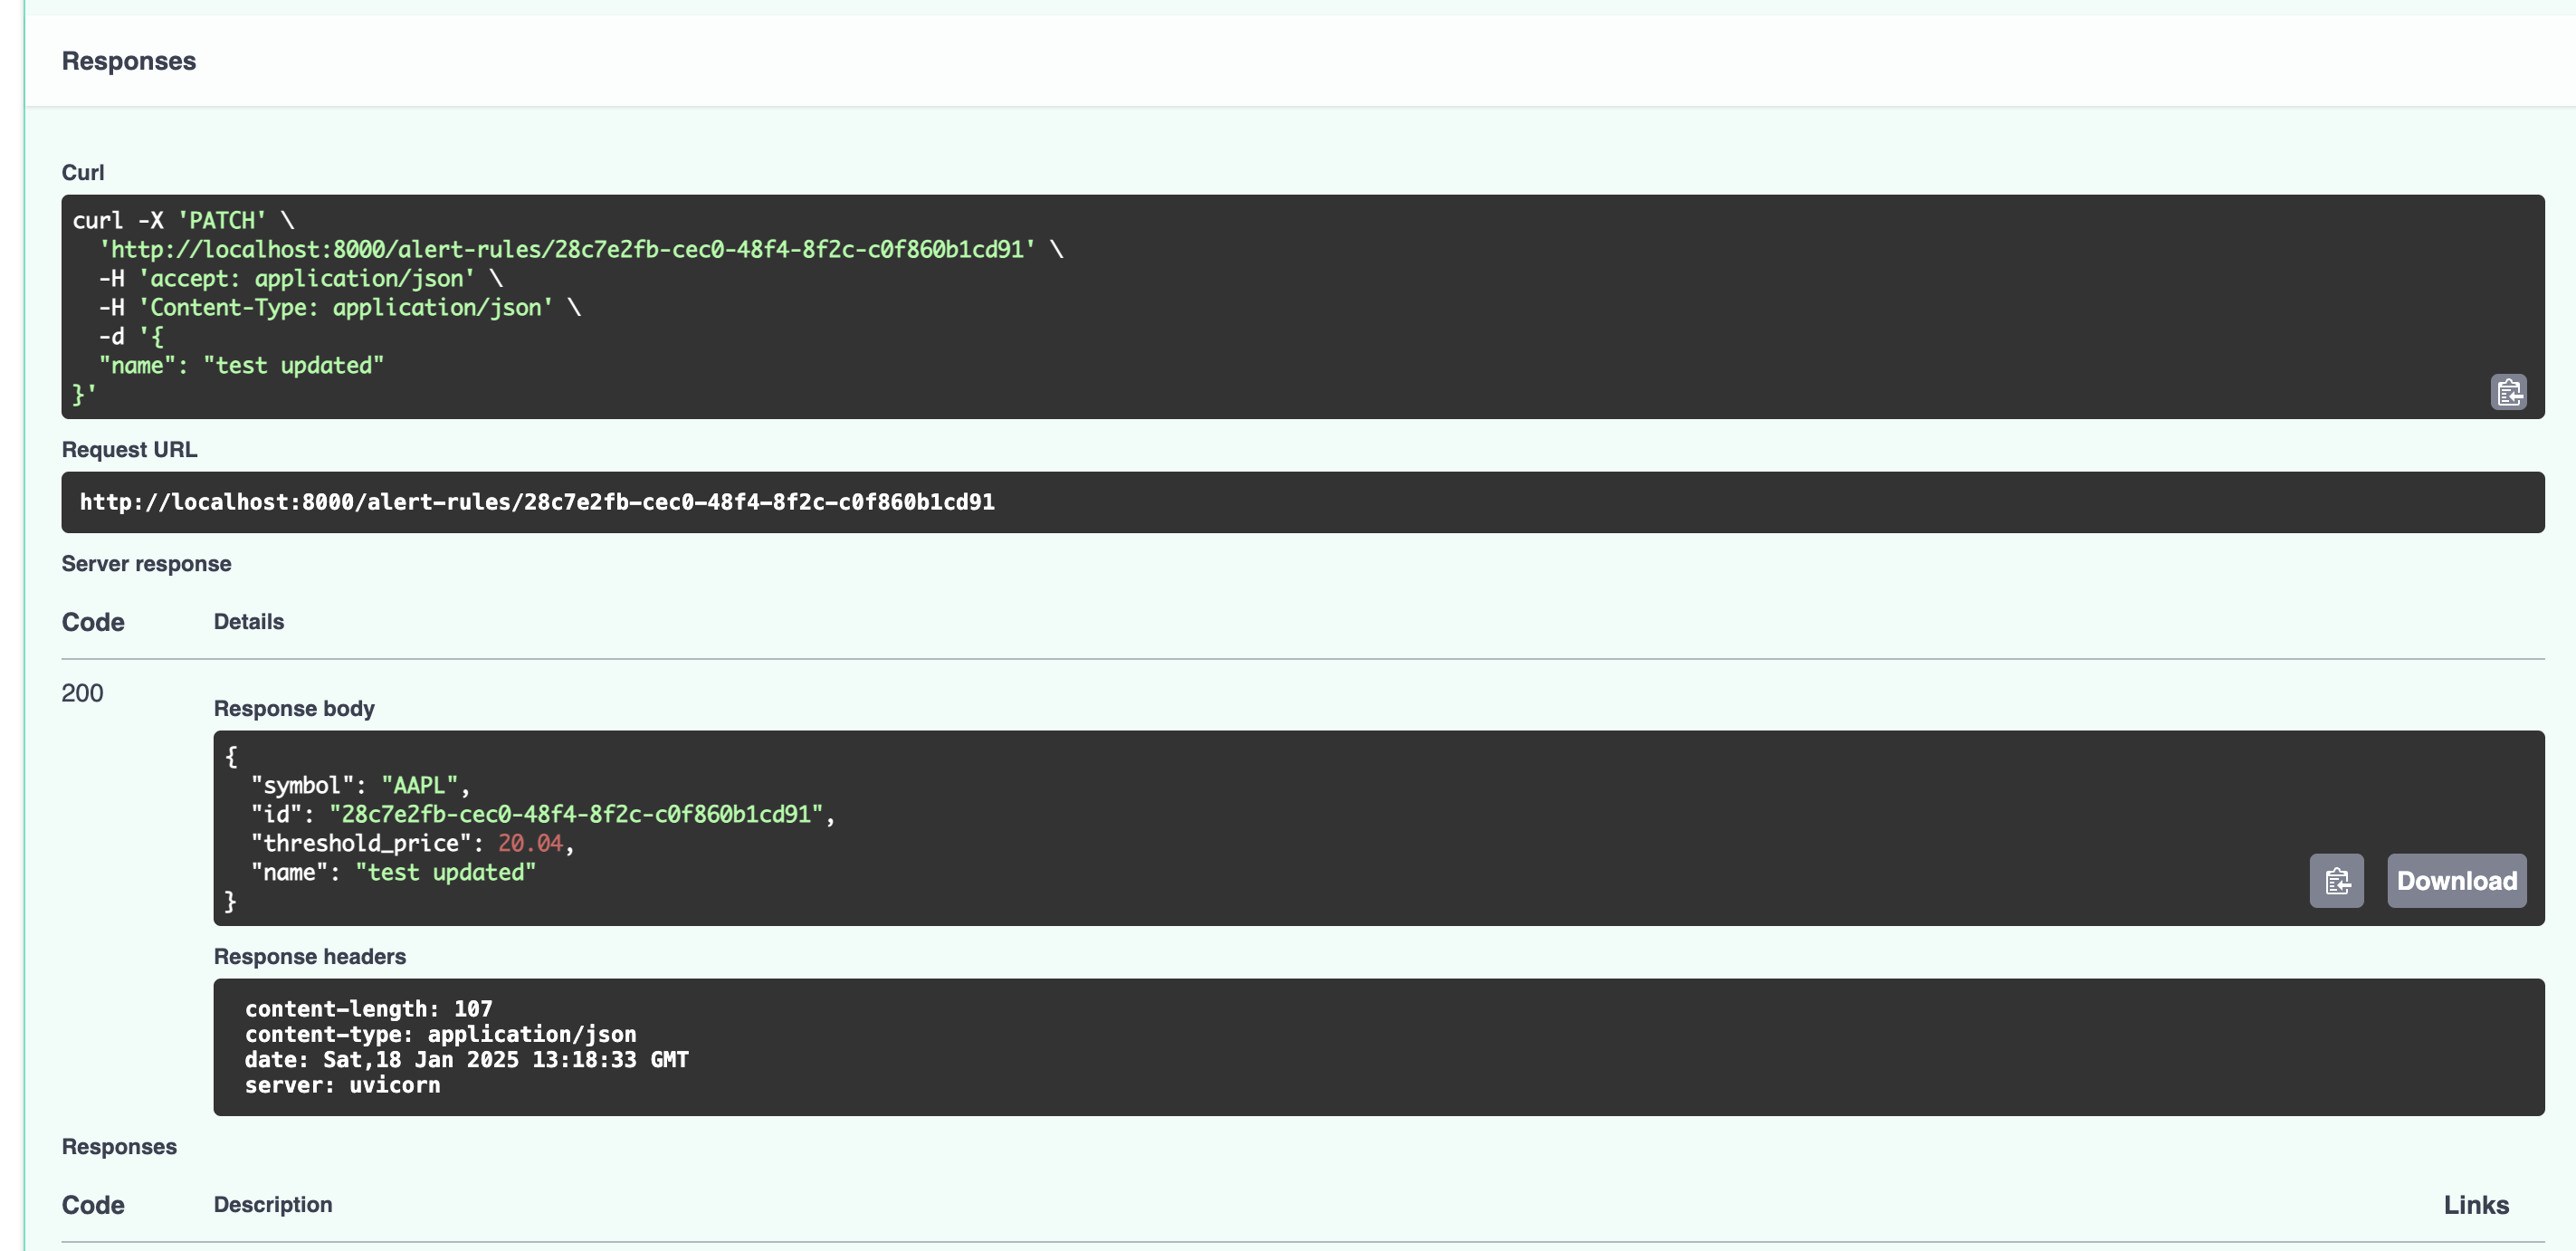 Responses
Curl
curl -X 'PATCH' \
  'http://localhost:8000/alert-rules/28c7e2fb-cec0-48f4-8f2c-c0f860b1cd91' \
  -H 'accept: application/json' \
  -H 'Content-Type: application/json' \
  -d '{
  "name": "test updated"
}'
Request URL
http://localhost:8000/alert-rules/28c7e2fb-cec0-48f4-8f2c-c0f860b1cd91
Server response
Code Details
200
Response body
{
  "symbol": "AAPL",
  "id": "28c7e2fb-cec0-48f4-8f2c-c0f860b1cd91",
  "threshold_price": 20.04,
  "name": "test updated"
}
Download
Response headers
content-length: 107
content-type: application/json
date: Sat,18 Jan 2025 13:18:33 GMT
server: uvicorn
Responses
Code Description Links